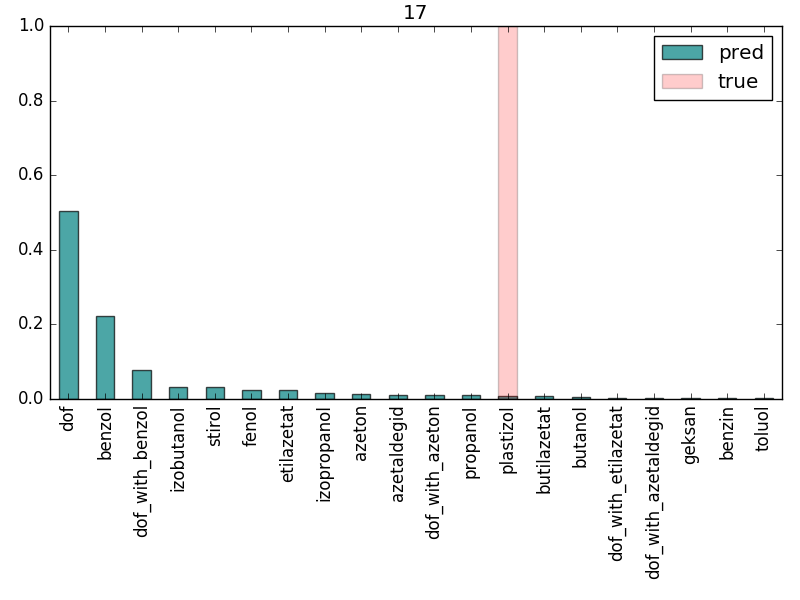 17
1.0
0.8
0.6
0.4
0.2
0.0
pred
true
dof
benzol
dof_with_benzol
izobutanol
stirol
fenol
etilazetat
izopropanol
azeton
azetaldegid
dof_with_azeton
propanol
plastizol
butilazetat
butanol
dof_with_etilazetat
dof_with_azetaldegid
geksan
benzin
toluol